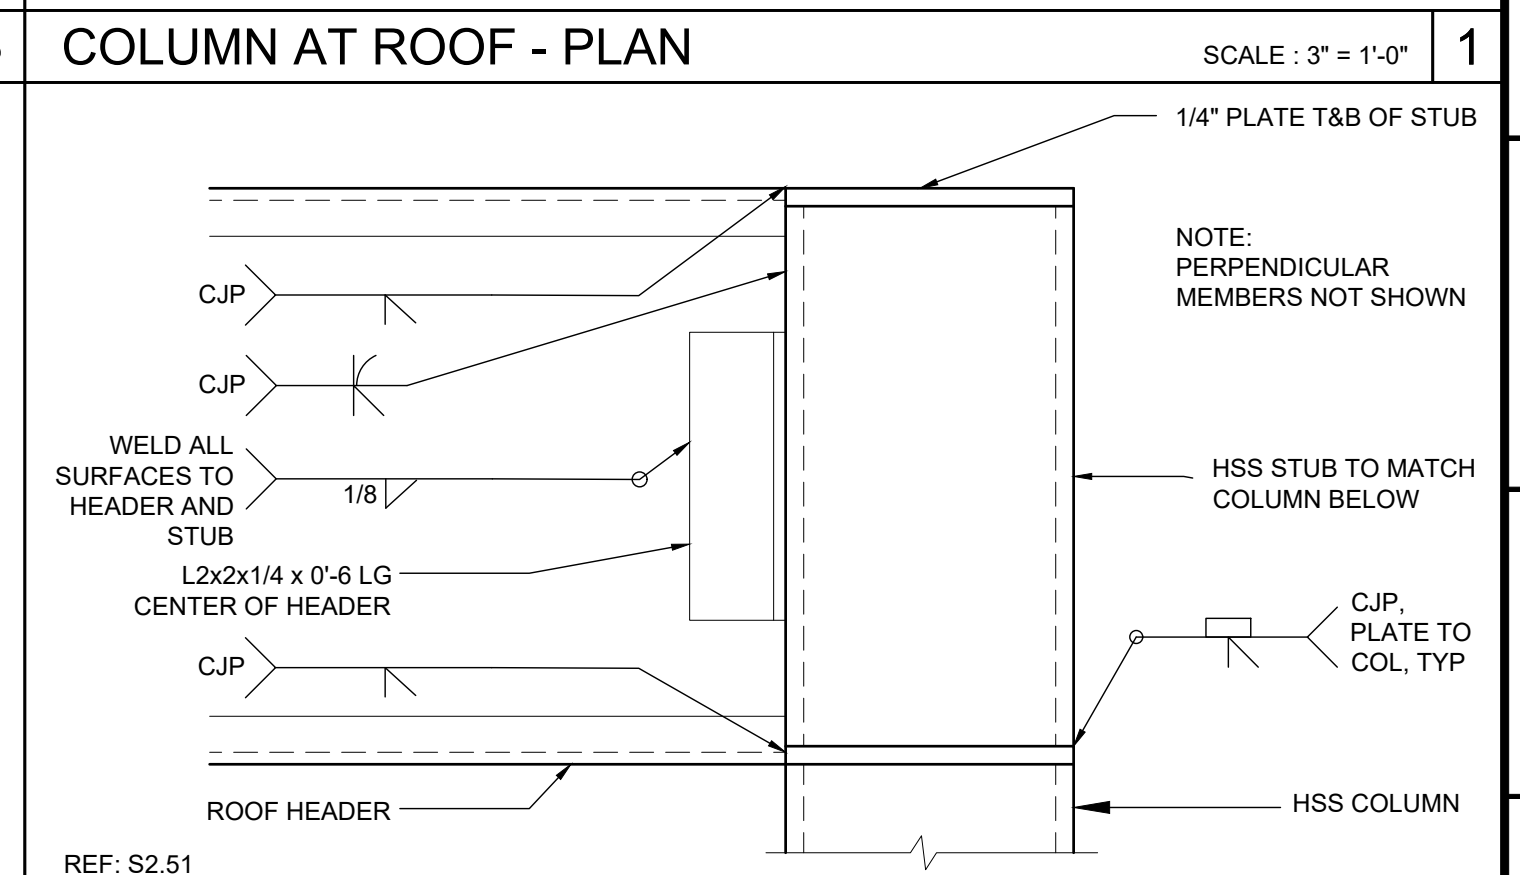 COLUMN AT ROOF - PLAN
SCALE : 3" = 1'-0"
1
1/4" PLATE T&B OF STUB
NOTE:
PERPENDICULAR
MEMBERS NOT SHOWN
CJP
CJP
WELD ALL
SURFACES TO
HEADER AND
STUB
1/8
HSS STUB TO MATCH
COLUMN BELOW
L2x2x1/4 x 0'-6 LG
CENTER OF HEADER
CJP
CJP,
PLATE TO
COL, TYP
ROOF HEADER
HSS COLUMN
REF: S2.51